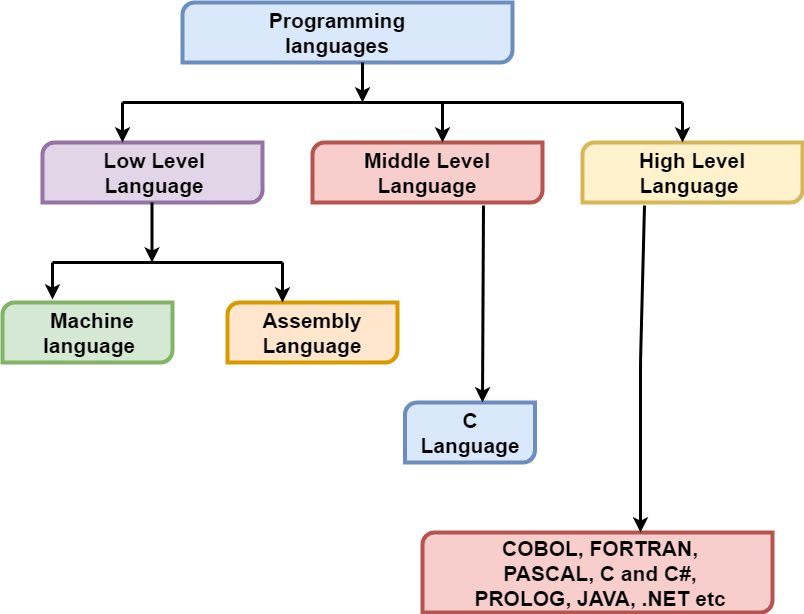 Programming
languages
Low Level
Language
Middle Level
Language
High Level
Language
Machine
language
Assembly
Language
C
Language
COBOL, FORTRAN,
PASCAL, C and C#,
PROLOG, JAVA, .NET etc